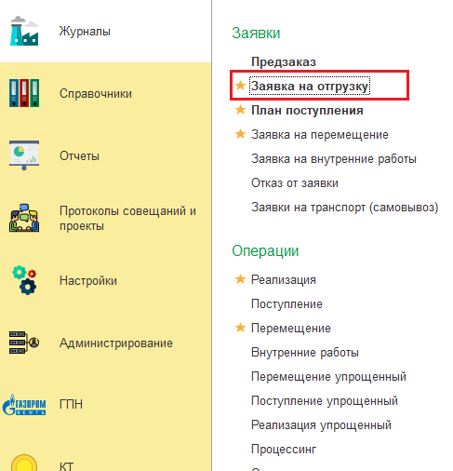 Журналы
Справочники
Отчеты
Протоколы совещаний и
проекты
Настройки
Администрирование
ГАЗПРОМ
НЕФТЬ
ГПН
КТ
Заявки
Предзаказ
Заявка на отгрузку
План поступления
Заявка на перемещение
Заявка на внутренние работы
Отказ от заявки
Заявки на транспорт (самовывоз)
Операции
Реализация
Поступление
Перемещение
Внутренние работы
Перемещение упрощенный
Поступление упрощенный
Реализация упрощенный
Процессинг